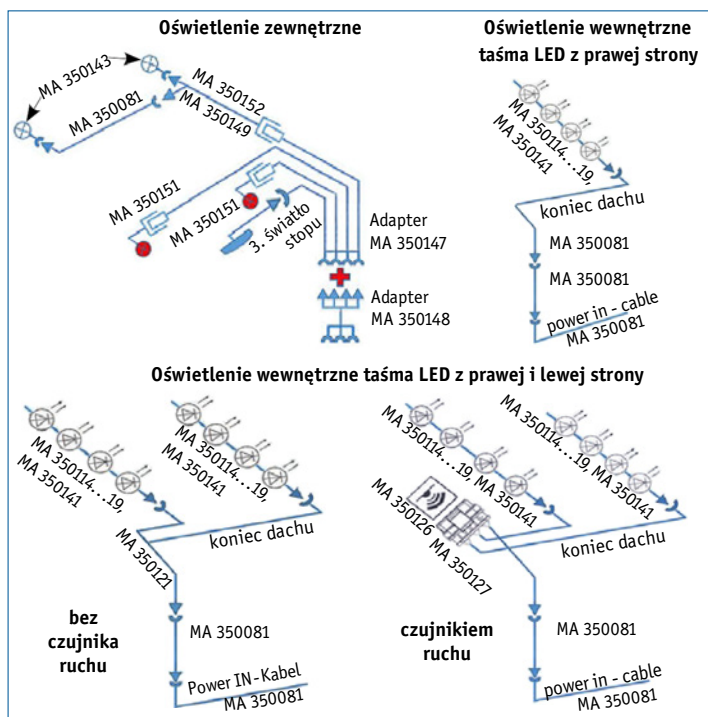 Oświetlenie zewnętrzne
MA 350143
MA 350081
MA 350152
MA 350149
MA 350151
MA 350151
3. światło
stopu
Adapter
MA 350147
Adapter
MA 350148
Oświetlenie wewnętrzne
taśma LED z prawej strony
MA 350114...19,
MA 350141
koniec dachu
MA 350081
MA 350081
power in - cable
MA 350081
Oświetlenie wewnętrzne taśma LED z prawej i lewej strony
MA 350114...19,
MA 350141
MA 350114...19,
MA 350141
MA 350121
koniec dachu
bez
czujnika
ruchu
MA 350081
Power IN-Kabel
MA 350081
MA 350114...19, MA 350141
MA 350114...19, MA 350141
MA 350126
MA 350127
koniec dachu
czujnikiem
ruchu
MA 350081
power in - cable
MA 350081